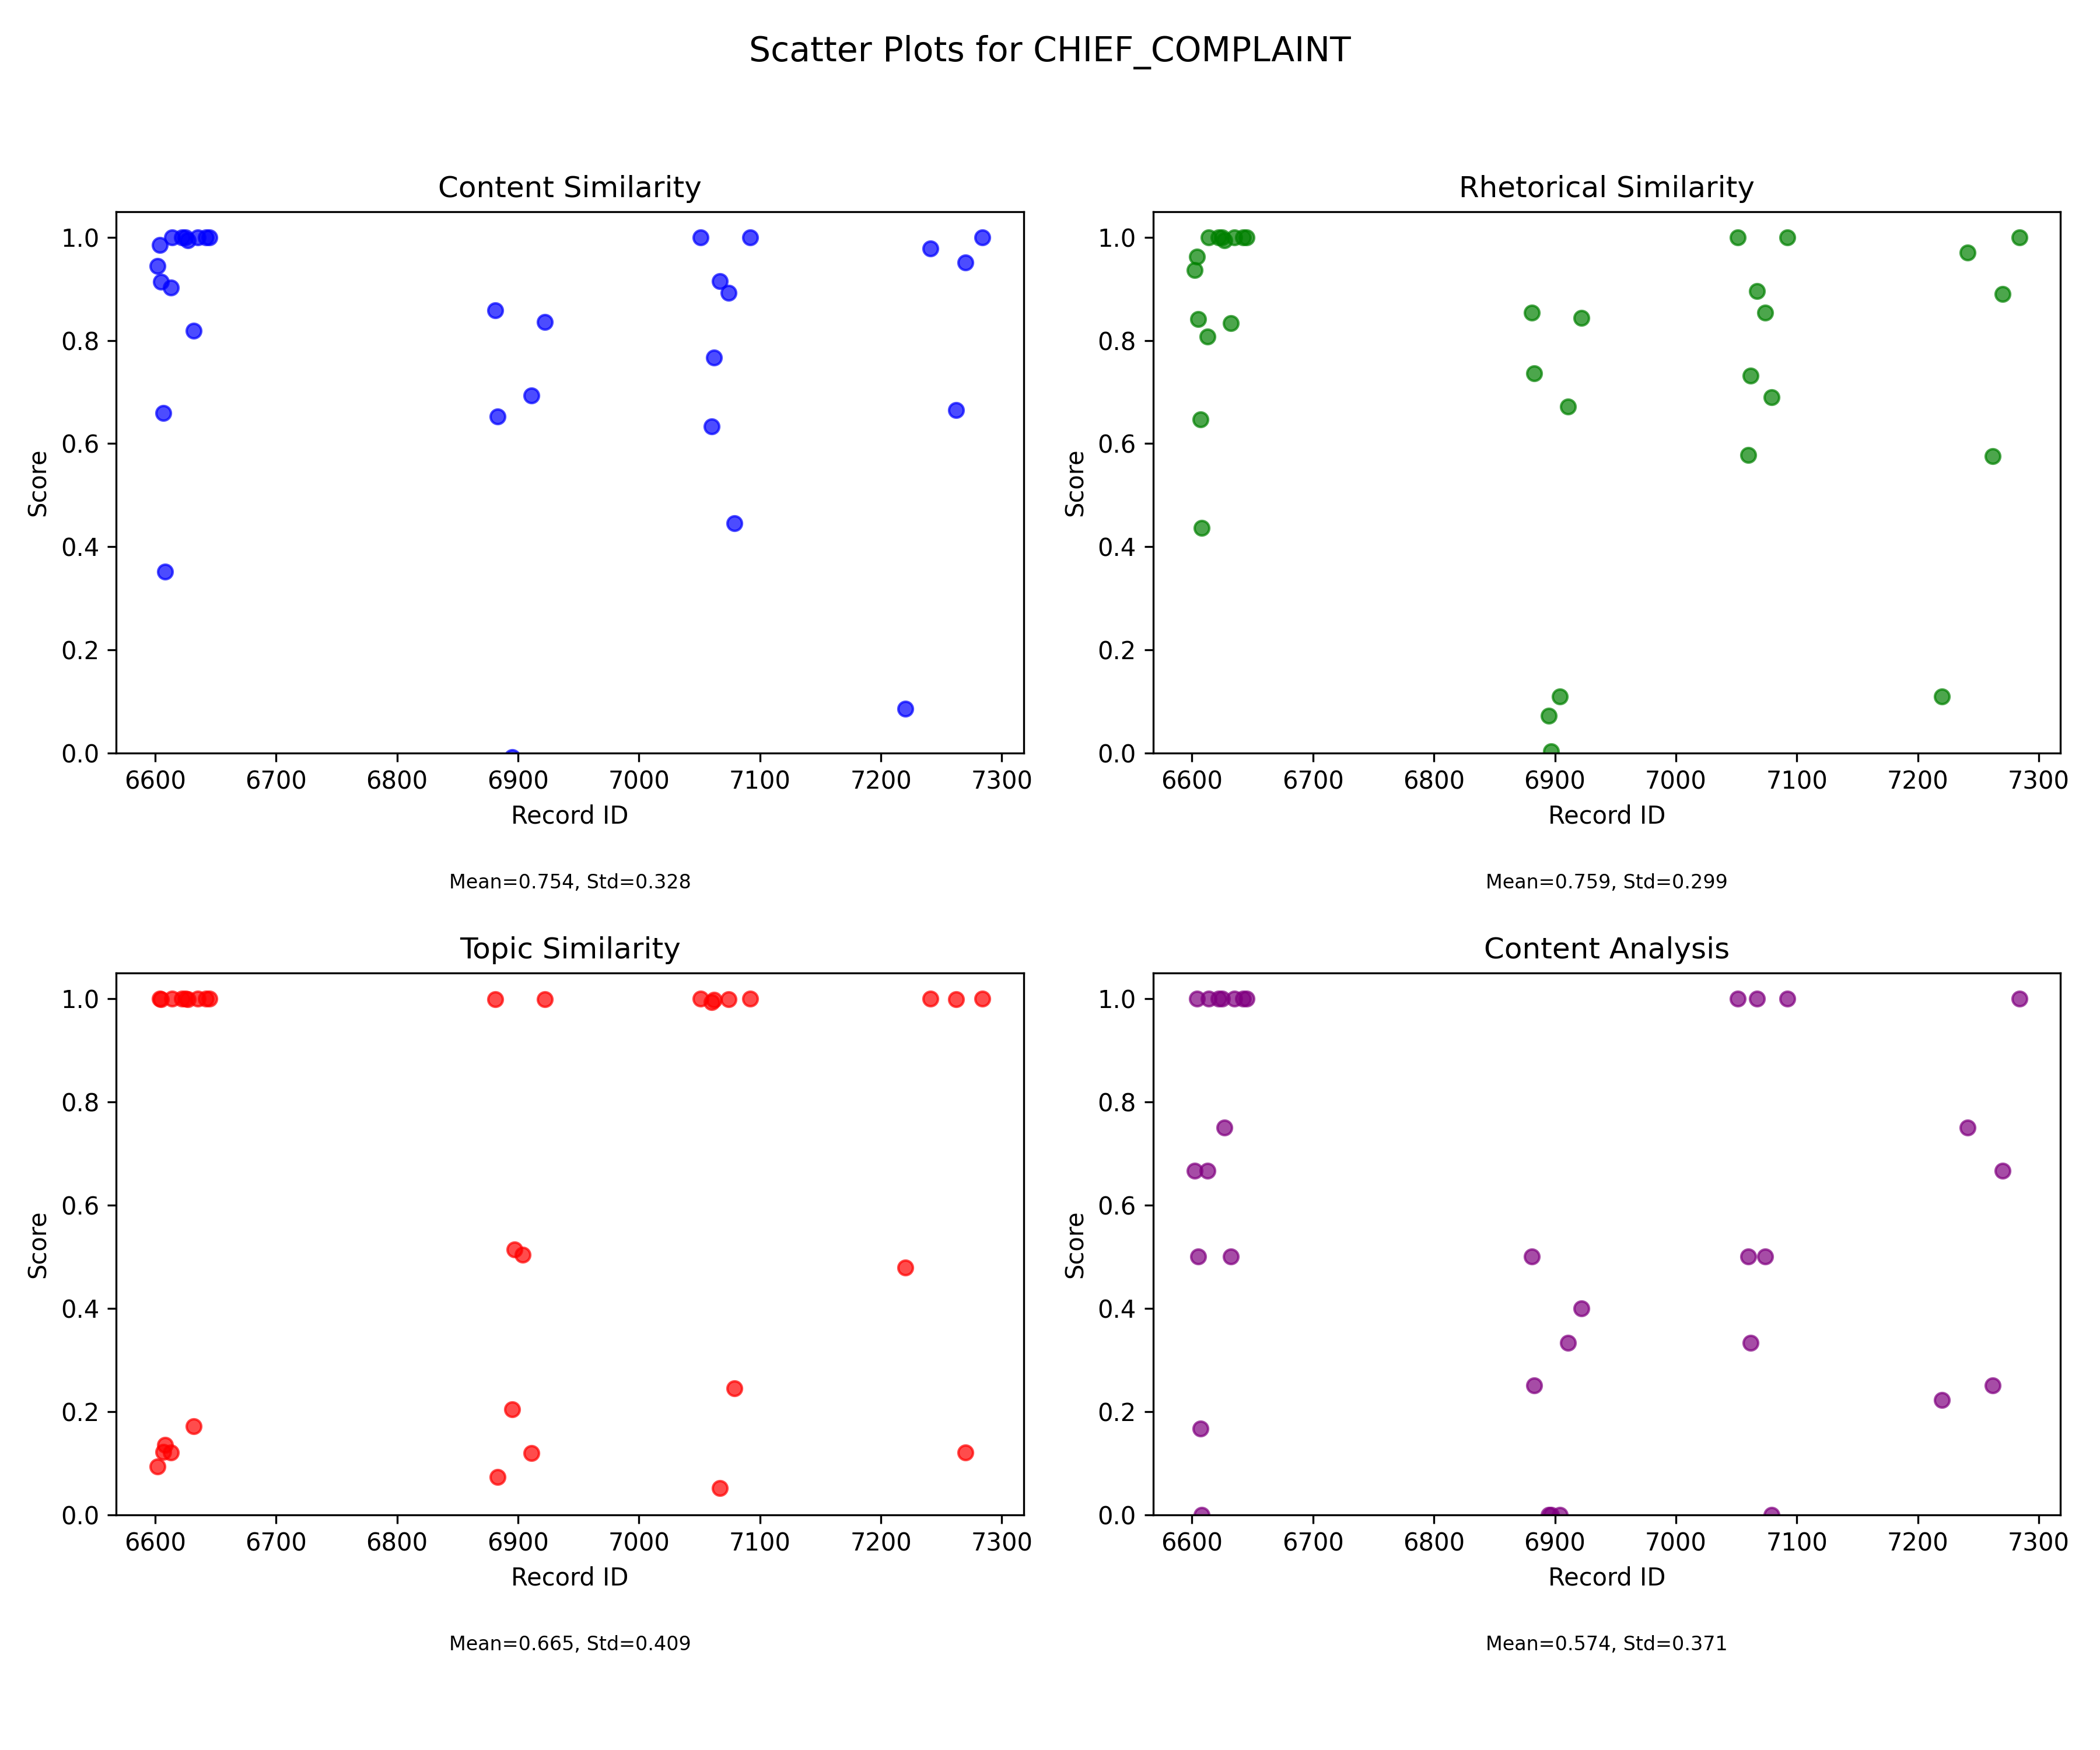 Scatter Plots for CHIEF_COMPLAINT
Content Similarity
1.0
0.8
0.6
0.4
0.2
0.0
Score
6600 6700 6800 6900 7000 7100 7200 7300
Record ID
Mean=0.754, Std=0.328
Rhetorical Similarity
1.0
0.8
0.6
0.4
0.2
0.0
Score
6600 6700 6800 6900 7000 7100 7200 7300
Record ID
Mean=0.759, Std=0.299
Topic Similarity
1.0
0.8
0.6
0.4
0.2
0.0
Score
6600 6700 6800 6900 7000 7100 7200 7300
Record ID
Mean=0.665, Std=0.409
Content Analysis
1.0
0.8
0.6
0.4
0.2
0.0
Score
6600 6700 6800 6900 7000 7100 7200 7300
Record ID
Mean=0.574, Std=0.371